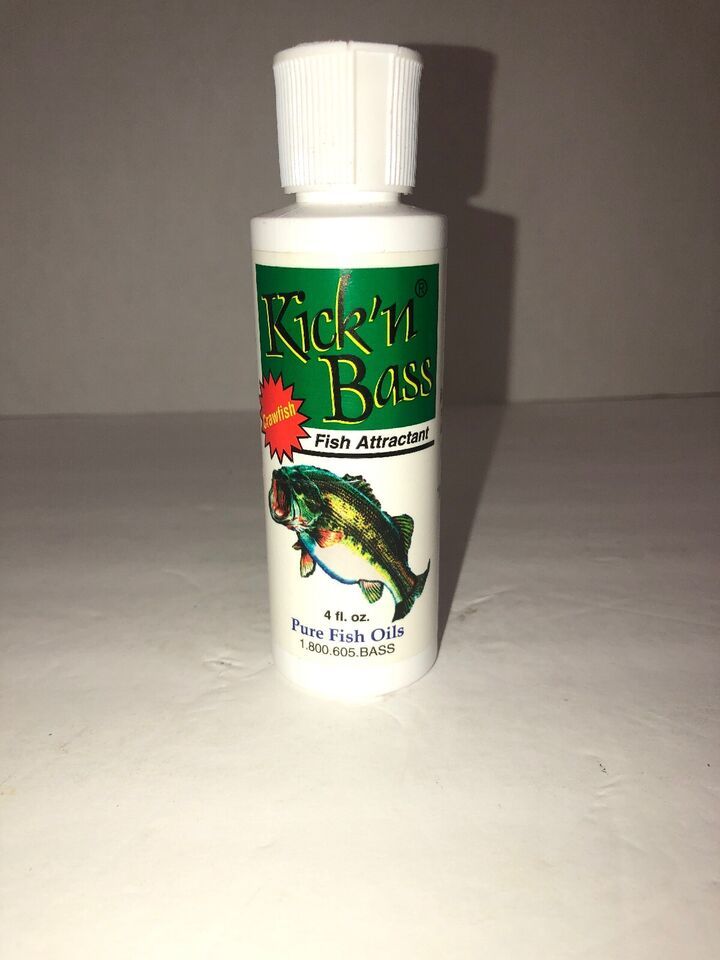 Kick'n®
Bass
Crawfish
Fish Attractant
4 fl. oz.
Pure Fish Oils
1.800.605.BASS